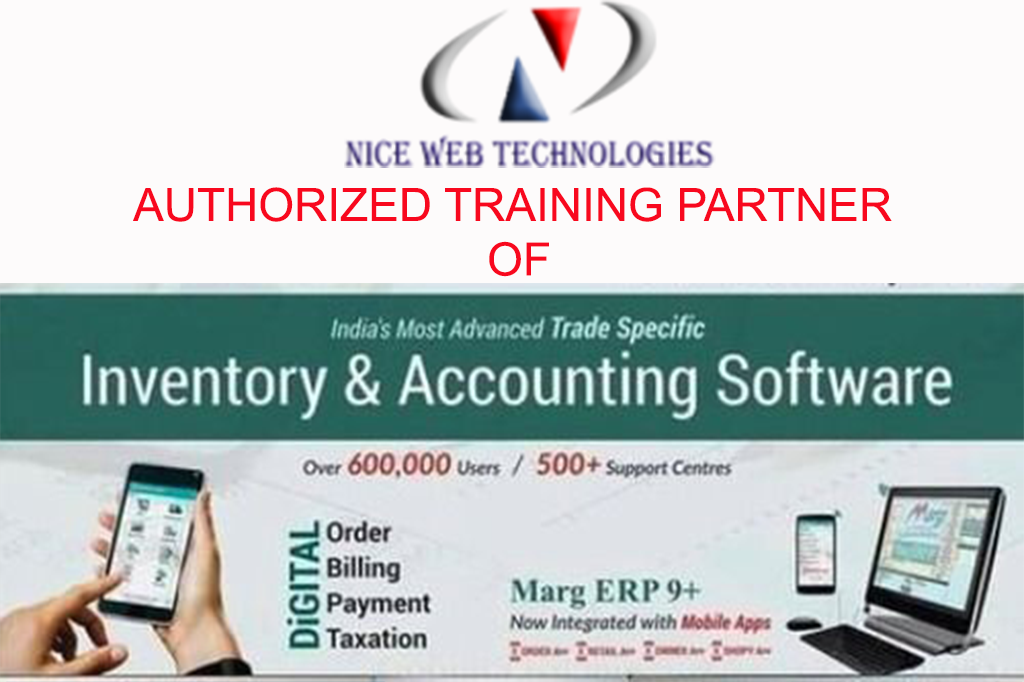 NICE WEB TECHNOLOGIES
AUTHORIZED TRAINING PARTNER
OF
India's Most Advanced Trade Specific
Inventory & Accounting Software
Over 600,000 Users / 500+ Support Centres
DiGITAL
Order
Billing
Payment
Taxation
Marg ERP 9+
Now Integrated with Mobile Apps
Marg